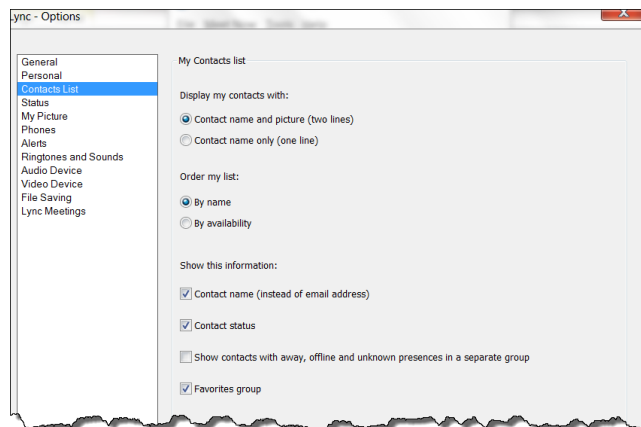 Lync - Options
General
Personal
Contacts List
Status
My Picture
Phones
Alerts
Ringtones and Sounds
Audio Device
Video Device
File Saving
Lync Meetings
My Contacts list
Display my contacts with:
Contact name and picture (two lines)
Contact name only (one line)
Order my list:
By name
By availability
Show this information:
Contact name (instead of email address)
Contact status
Show contacts with away, offline and unknown presences in a separate group
Favorites group